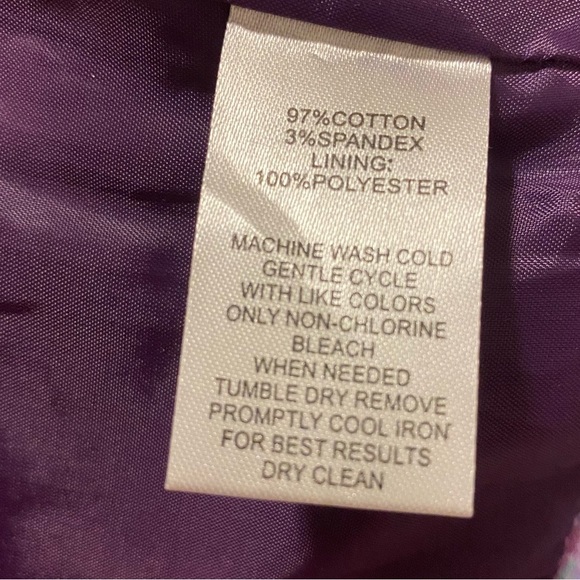 97%COTTON
3%SPANDEX
LINING:
100%POLYESTER
MACHINE WASH COLD
GENTLE CYCLE
WITH LIKE COLORS
ONLY NON-CHLORINE
BLEACH
WHEN NEEDED
TUMBLE DRY REMOVE
PROMPTLY COOL IRON
FOR BEST RESULTS
DRY CLEAN